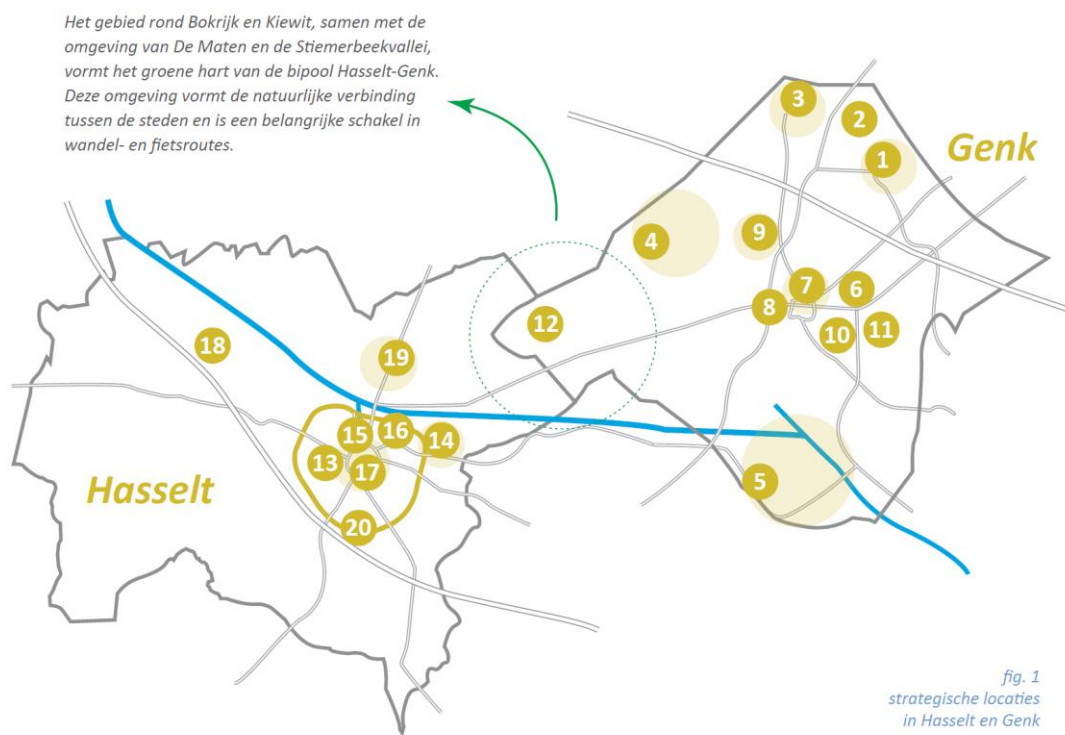 Het gebied rond Bokrijk en Kiewit, samen met de
omgeving van De Maten en de Stiemerbeekvallei,
vormt het groene hart van de bipool Hasselt-Genk.
Deze omgeving vormt de natuurlijke verbinding
tussen de steden en is een belangrijke schakel in
wandel- en fietsroutes.
3
2
Genk
1
4
9
7
6
8
10
11
12
18
19
15
16
14
13
17
5
Hasselt
20
fig. 1
strategische locaties
in Hasselt en Genk